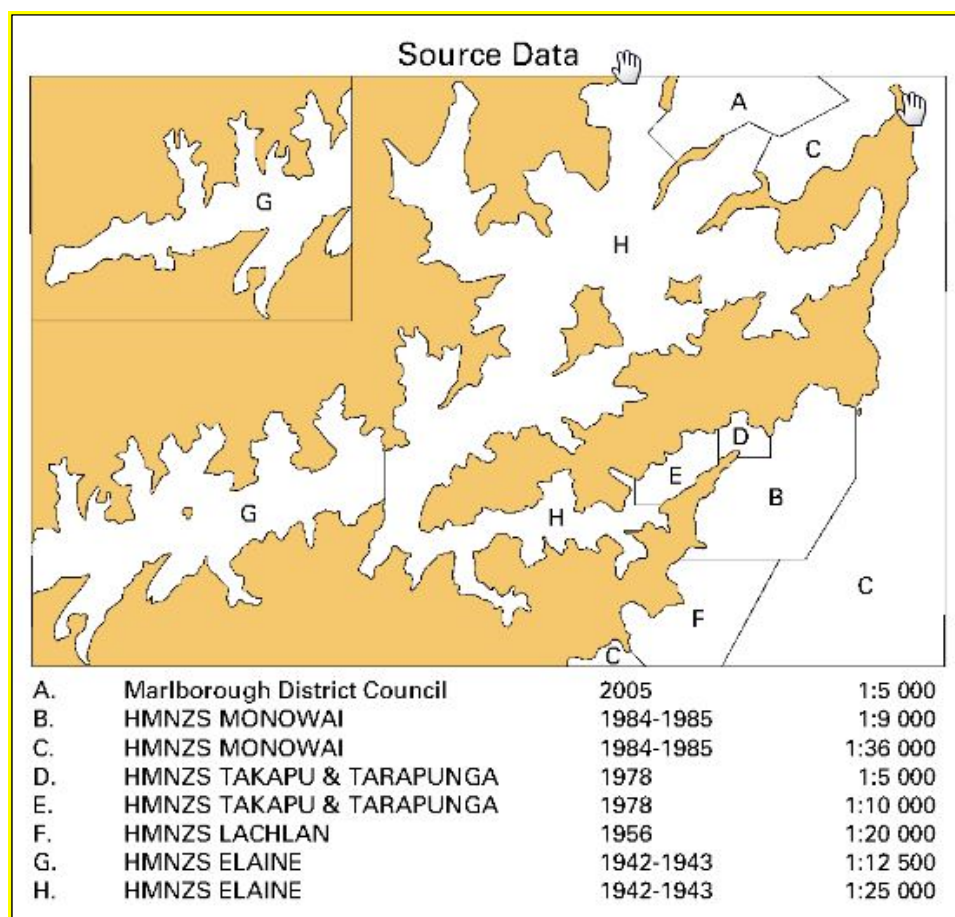 Source Data
A
C
G
H
D
E
B
H
G
C
F
C
A. Marlborough District Council 2005 1:5 000
B. HMNZS MONOWAI 1984-1985 1:9 000
C. HMNZS MONOWAI 1984-1985 1:36 000
D. HMNZS TAKAPU & TARAPUNGA 1978 1:5 000
E. HMNZS TAKAPU & TARAPUNGA 1978 1:10 000
F. HMNZS LACHLAN 1956 1:20 000
G. HMNZS ELAINE 1942-1943 1:12 500
H. HMNZS ELAINE 1942-1943 1:25 000